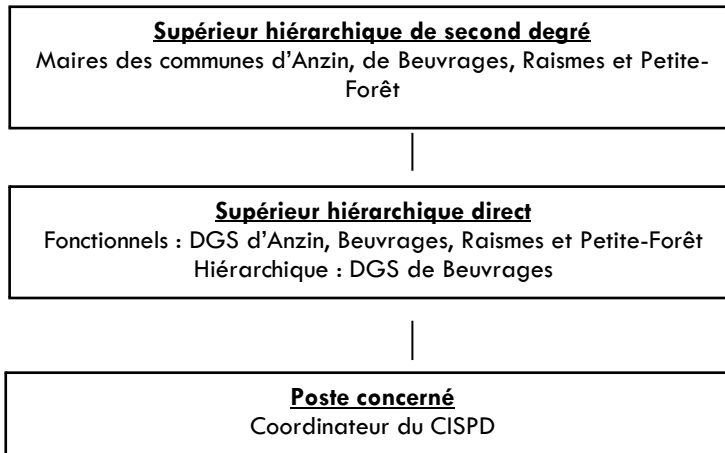 Supérieur hiérarchique de second degré
Maires des communes d’Anzin, de Beuvrages, Raismes et Petite-
Forêt
Supérieur hiérarchique direct
Fonctionnels : DGS d’Anzin, Beuvrages, Raismes et Petite-Forêt
Hiérarchique : DGS de Beuvrages
Poste concerné
Coordinateur du CISPD